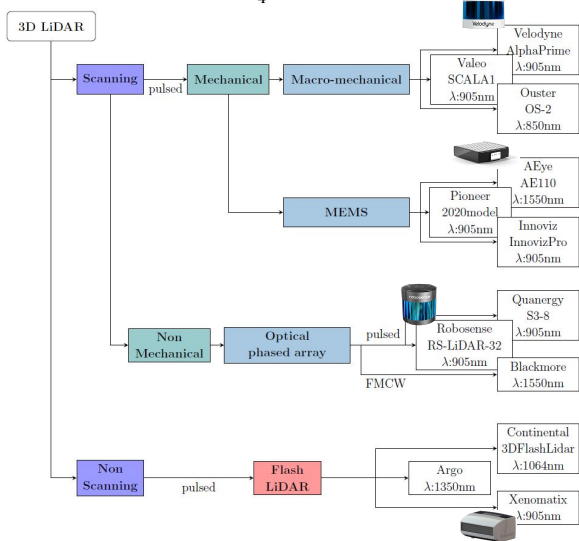 3D LiDAR
Velodyne
Velodyne
AlphaPrime
λ:905nm
Scanning
pulsed
Mechanical
Macro-mechanical
Valeo
SCALA1
λ:905nm
Ouster
OS-2
λ:850nm
AEye
AE110
λ:1550nm
MEMS
Pioneer
2020model
λ:905nm
Innoviz
InnovizPro
λ:905nm
Quanergy
S3-8
λ:905nm
Non
Mechanical
Optical
phased array
pulsed
FMCW
robosense
Robosense
RS-LiDAR-32
λ:905nm
Blackmore
λ:1550nm
Continental
3DFlashLidar
λ:1064nm
Non
Scanning
pulsed
Flash
LiDAR
Argo
λ:1350nm
Xenomatix
λ:905nm